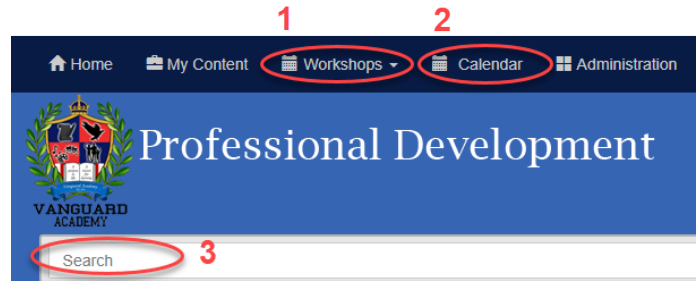 1 2
Home My Content Workshops Calendar Administration
Professional Development
VANGUARD
ACADEMY
Search 3